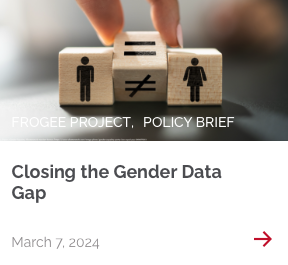 FROGEE PROJECT, POLICY BRIEF
Closing the Gender Data
Gap
March 7, 2024